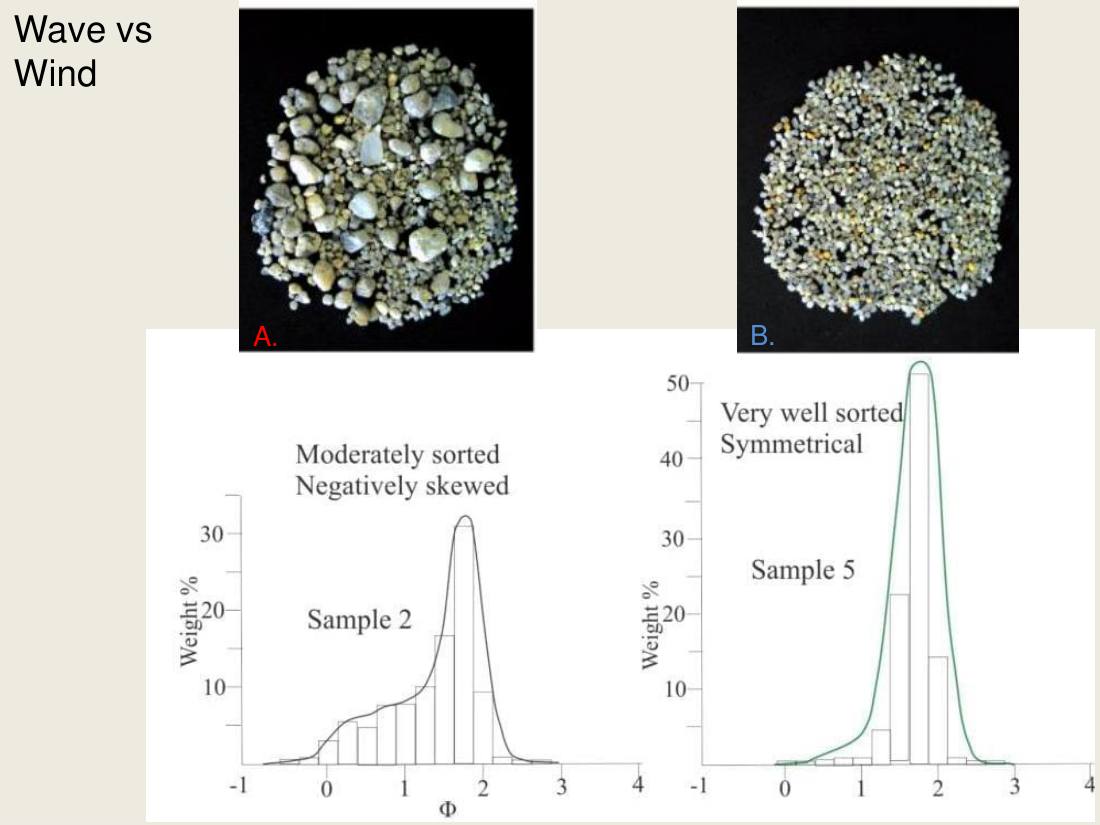 Wave vs
Wind
A.
B.
Moderately sorted
Negatively skewed
Sample 2
Weight %
30
20
10
-1 0 1 2 3 4
Φ
Very well sorted
Symmetrical
Sample 5
Weight %
50
40
30
20
10
-1 0 1 2 3 4